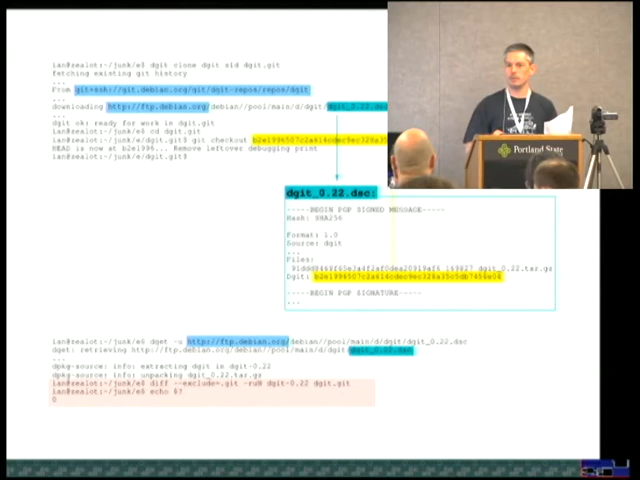 ian@zealot:~/junk/e$ dgit clone dgit sid dgit.git
fetching existing git history
...
From git+ssh://git.debian.org/git/dgit-repos/repos/dgit
...
downloading http://ftp.debian.org/debian//pool/main/d/dgit/dgit_0.22.dsc
...
dgit ok: ready for work in dgit.git
ian@zealot:~/junk/e$ cd dgit.git
ian@zealot:~/junk/e/dgit.git$ git checkout
HEAD is now at b2e1996... Remove leftover debugging print
ian@zealot:~/junk/e/dgit.git$
dgit_0.22.dsc:
-----BEGIN PGP SIGNED MESSAGE-----
Hash: SHA256
Format: 1.0
Source: dgit
...
Files:
169827 dgit_0.22.tar.gz
Dgit:
-----BEGIN PGP SIGNATURE-----
...
ian@zealot:~/junk/e$ dget -u http://ftp.debian.org/debian//pool/main/d/dgit/dgit_0.22.dsc
dget: retrieving http://ftp.debian.org/debian//pool/main/d/dgit/dgit_0.22.dsc
...
dpkg-source: info: extracting dgit in dgit-0.22
dpkg-source: info: unpacking dgit_0.22.tar.gz
ian@zealot:~/junk/e$ diff --exclude=.git -ruN dgit-0.22 dgit.git
ian@zealot:~/junk/e$ echo $?
0
Portland State